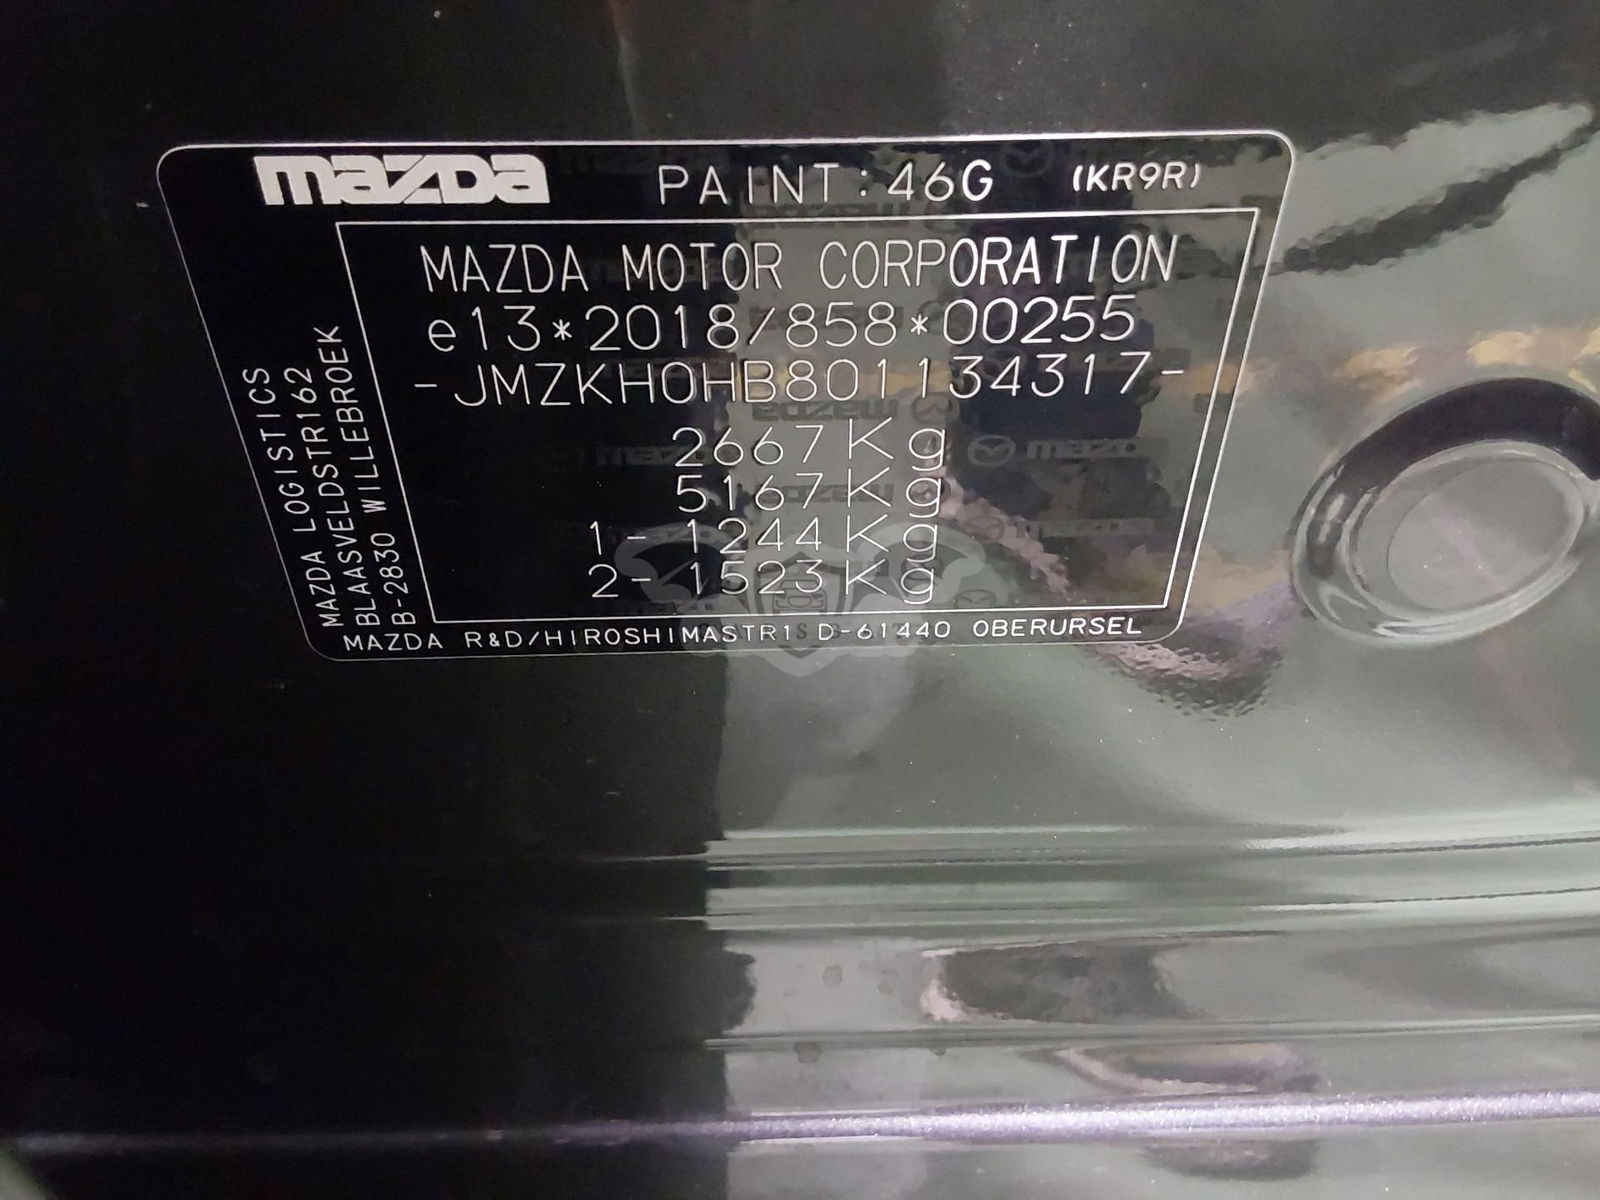 mazda PAINT:46G (KR9R)
MAZDA MOTOR CORPORATION
e13*2018/858*00255
-JMZKH0HB801134317-
2667Kg
5167Kg
1-1244Kg
2-1523Kg
MAZDA LOGISTICS
BLAASVELDSTR162
B-2830 WILLEBROEK
MAZDA R&D/HIROSHIMASTR1 D-61440 OBERURSEL